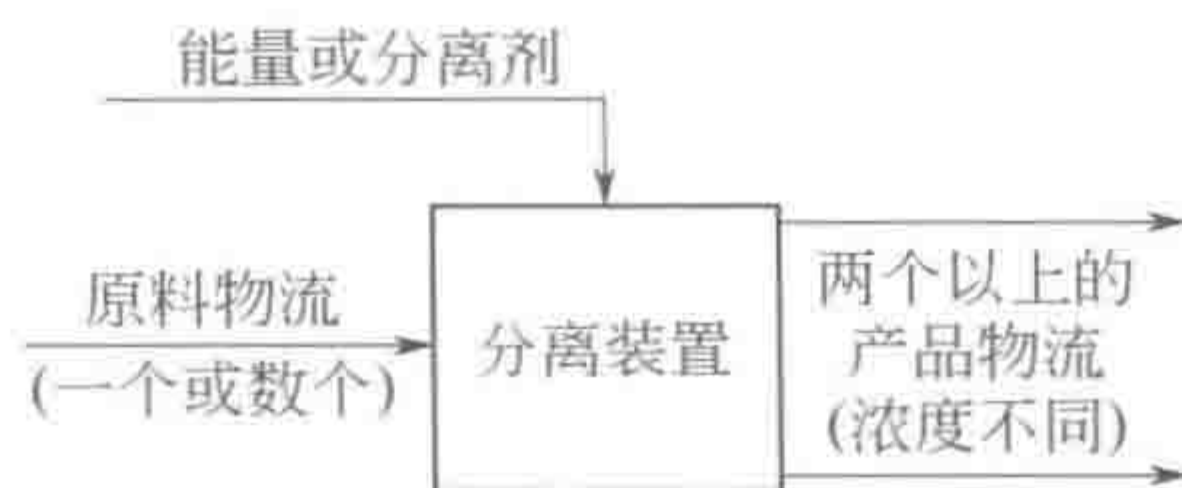 能量或分离剂
原料物流
(一个或数个)
分离装置
两个以上的
产品物流
(浓度不同)